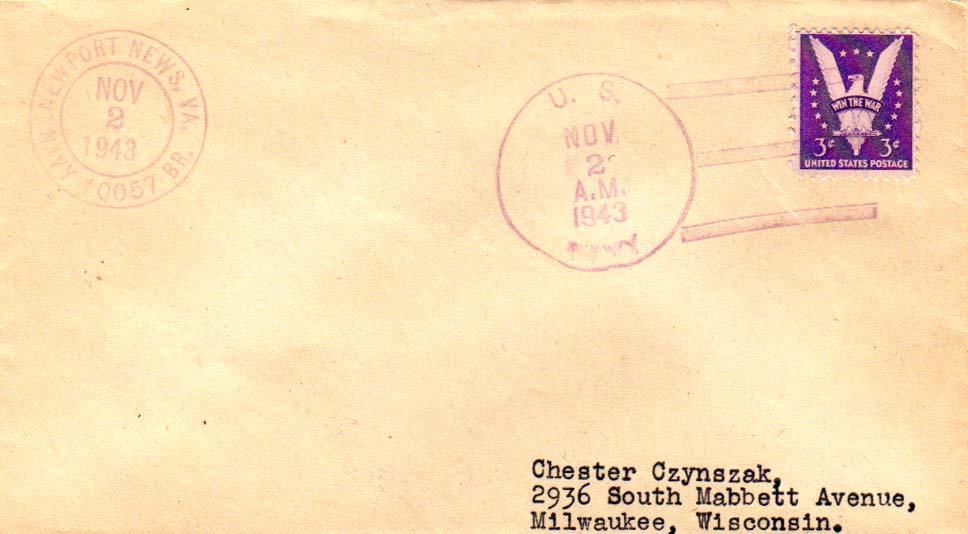 NEWPORT NEWS, VA.
NOV
2
1943
NAVY 10057 BR.
U. S.
NOV.
2
A.M.
1943
NAVY
WIN THE WAR
3¢ 3¢
UNITED STATES POSTAGE
Chester Czynszak,
2936 South Mabbett Avenue,
Milwaukee, Wisconsin.